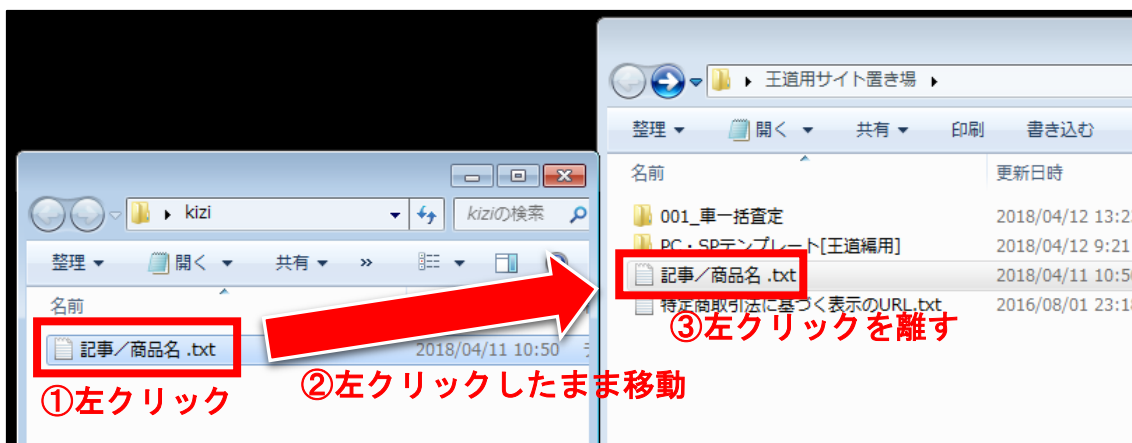 王道用サイト置き場
整理 開く 共有 印刷 書き込む
名前 更新日時
001_車一括査定 2018/04/12 13:2
PC・SPテンプレート[王道編用] 2018/04/12 9:21
記事／商品名 .txt 2018/04/11 10:5
特定商取引法に基づく表示のURL.txt 2016/08/01 23:1
③左クリックを離す
kizi kiziの検索
整理 開く 共有 »
名前
記事／商品名 .txt 2018/04/11 10:50
①左クリック
②左クリックしたまま移動